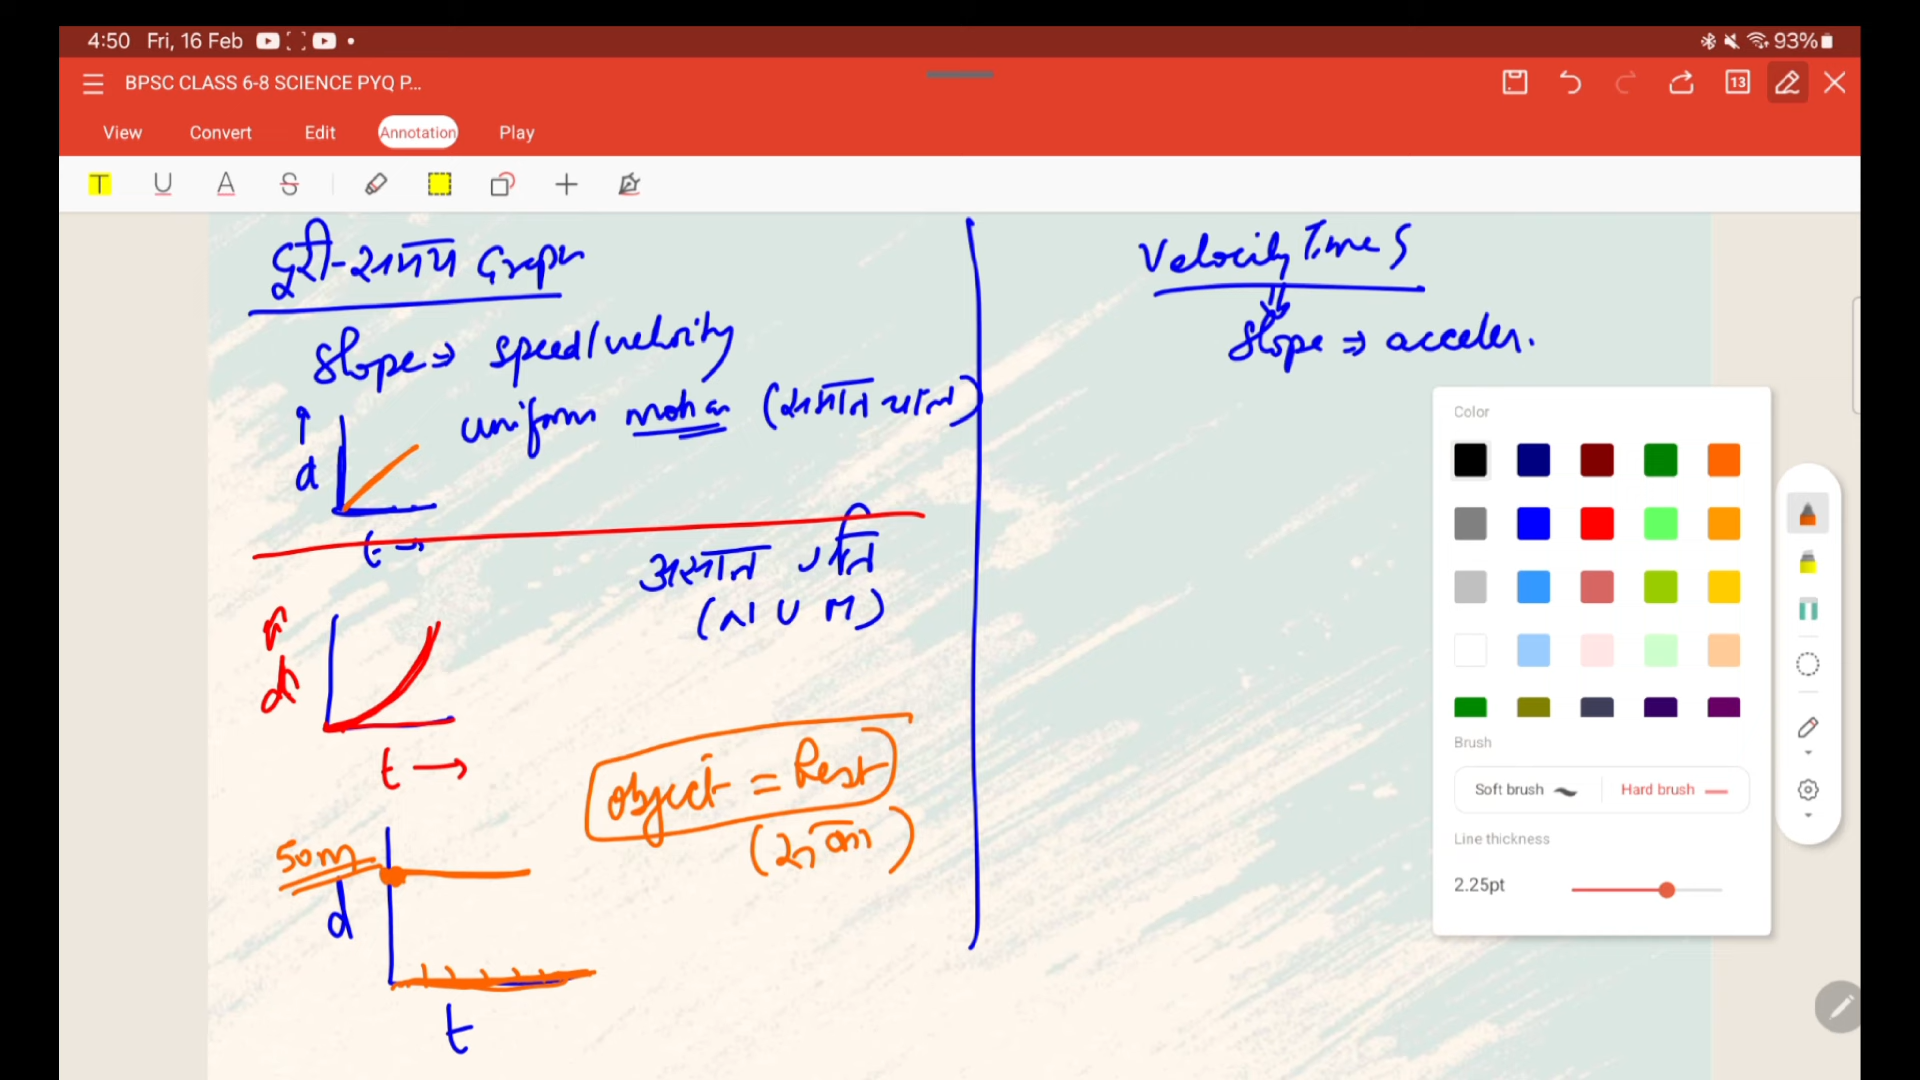 4:50 Fri, 16 Feb
93%
BPSC CLASS 6-8 SCIENCE PYQ P...
13
View Convert Edit Annotation Play
T U A S
दुरी-समय Graph
Slope ⇒ speed/velocity
uniform motion (समान चाल)
d
t →
असमान गति
(NUM)
d
t →
object = Rest
50m
d
t
Velocity Time
Slope ⇒ acceler.
Color
Brush
Soft brush Hard brush
Line thickness
2.25pt